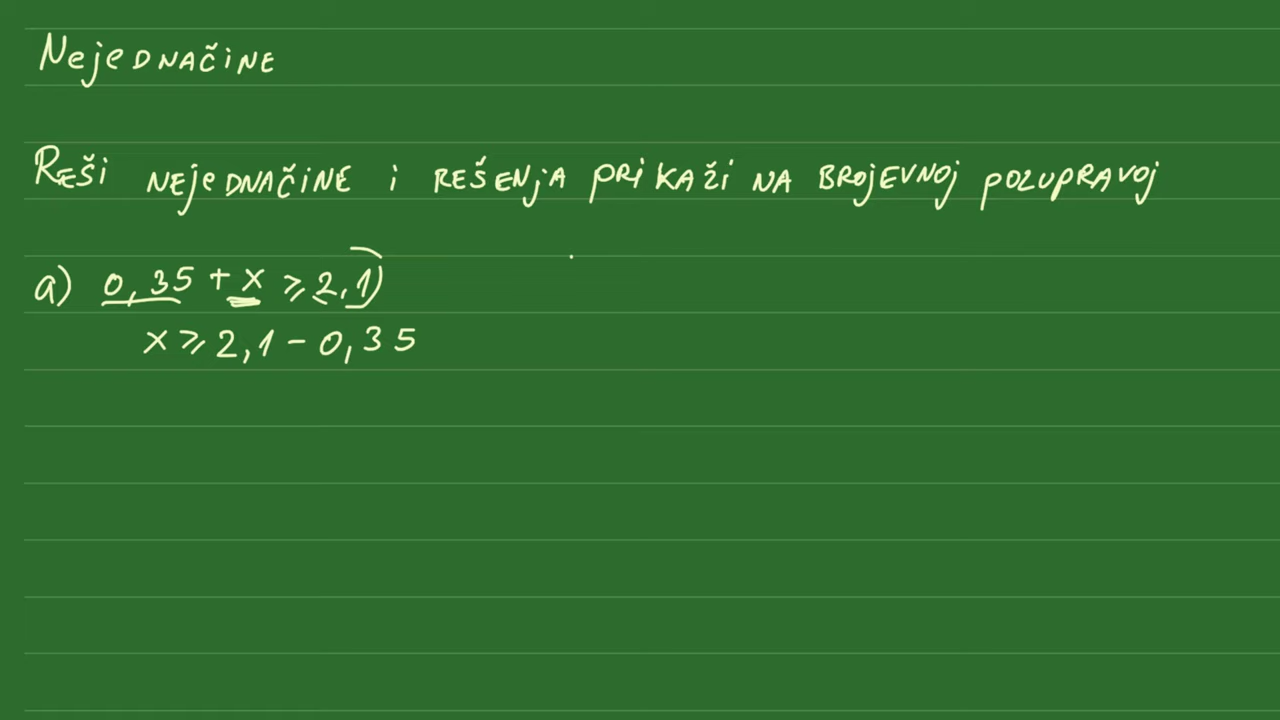 Nejednačine
Reši nejednačine i rešenja prikaži na brojevnoj polupravoj
a) 0,35 + x ⩾ 2,1
x ⩾ 2,1 - 0,35